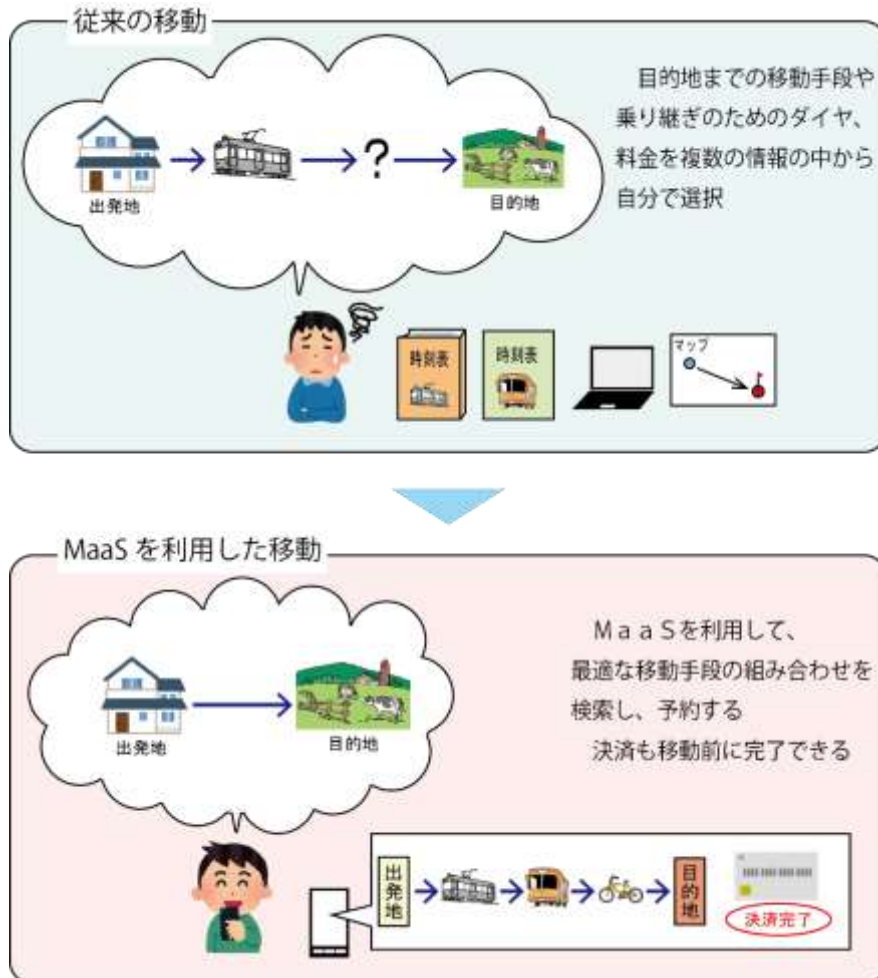 従来の移動
目的地までの移動手段や
乗り継ぎのためのダイヤ、
料金を複数の情報の中から
自分で選択
出発地
?
目的地
時刻表
時刻表
マップ
MaaSを利用した移動
MaaSを利用して、
最適な移動手段の組み合わせを
検索し、予約する
決済も移動前に完了できる
出発地
目的地
出発地
目的地
決済完了